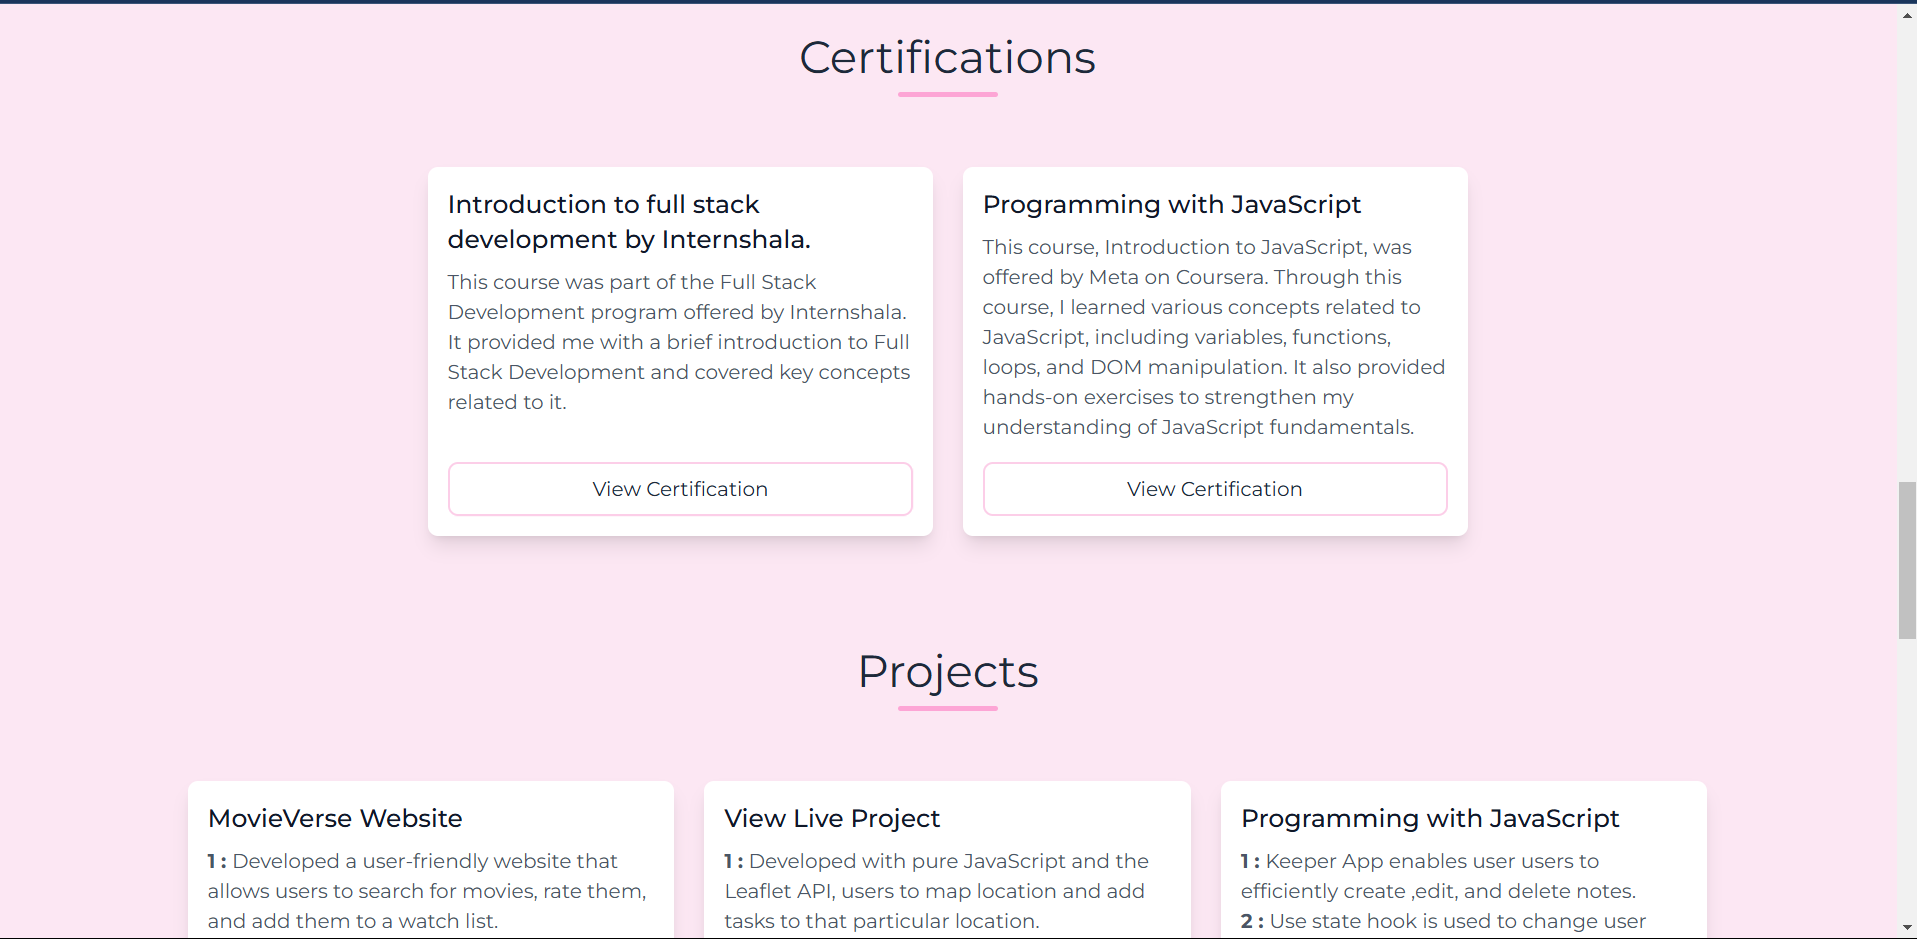 Certifications
Introduction to full stack
development by Internshala.
This course was part of the Full Stack
Development program offered by Internshala.
It provided me with a brief introduction to Full
Stack Development and covered key concepts
related to it.
View Certification
Programming with JavaScript
This course, Introduction to JavaScript, was
offered by Meta on Coursera. Through this
course, I learned various concepts related to
JavaScript, including variables, functions,
loops, and DOM manipulation. It also provided
hands-on exercises to strengthen my
understanding of JavaScript fundamentals.
View Certification
Projects
MovieVerse Website
1 : Developed a user-friendly website that
allows users to search for movies, rate them,
and add them to a watch list.
View Live Project
1 : Developed with pure JavaScript and the
Leaflet API, users to map location and add
tasks to that particular location.
Programming with JavaScript
1 : Keeper App enables user users to
efficiently create ,edit, and delete notes.
2 : Use state hook is used to change user